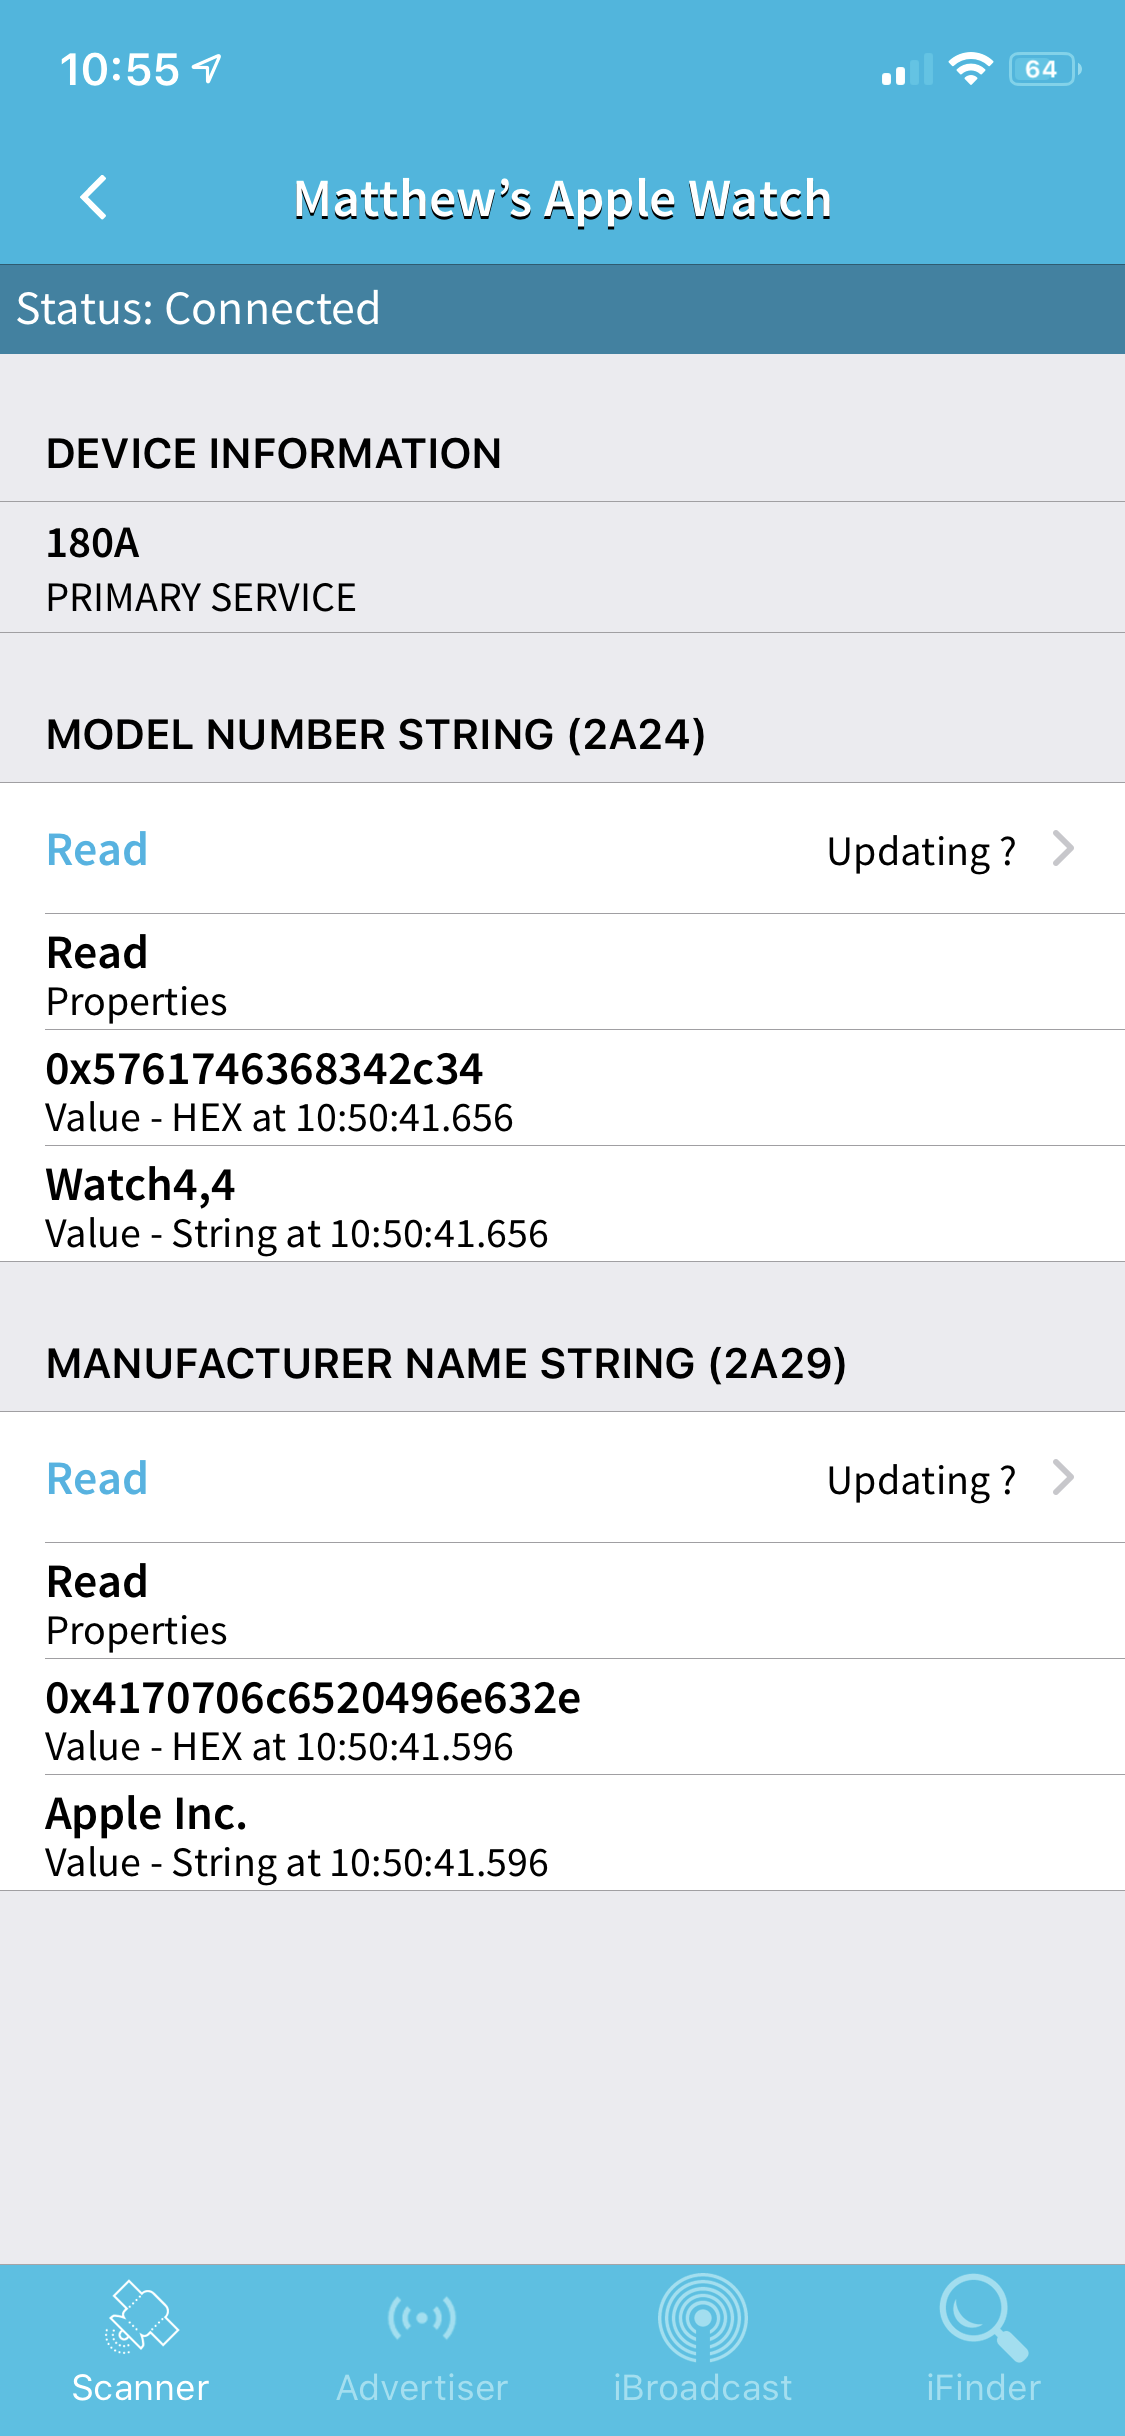 10:55
64
Matthew’s Apple Watch
Status: Connected
DEVICE INFORMATION
180A
PRIMARY SERVICE
MODEL NUMBER STRING (2A24)
Read Updating ?
Read
Properties
0x5761746368342c34
Value - HEX at 10:50:41.656
Watch4,4
Value - String at 10:50:41.656
MANUFACTURER NAME STRING (2A29)
Read Updating ?
Read
Properties
0x4170706c6520496e632e
Value - HEX at 10:50:41.596
Apple Inc.
Value - String at 10:50:41.596
Scanner Advertiser iBroadcast iFinder